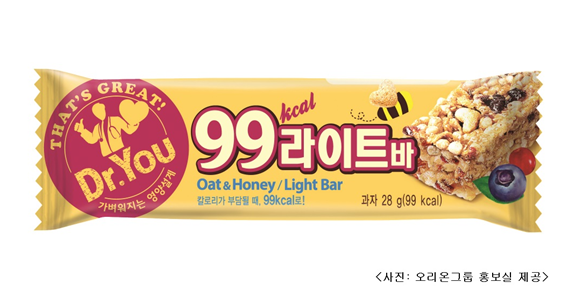 THAT'S GREAT!
Dr.You
가벼워지는 영양설계
99 kcal
라이트바
Oat & Honey / Light Bar
칼로리가 부담될 때, 99kcal로!
과자 28 g(99 kcal)
<사진: 오리온그룹 홍보실 제공>